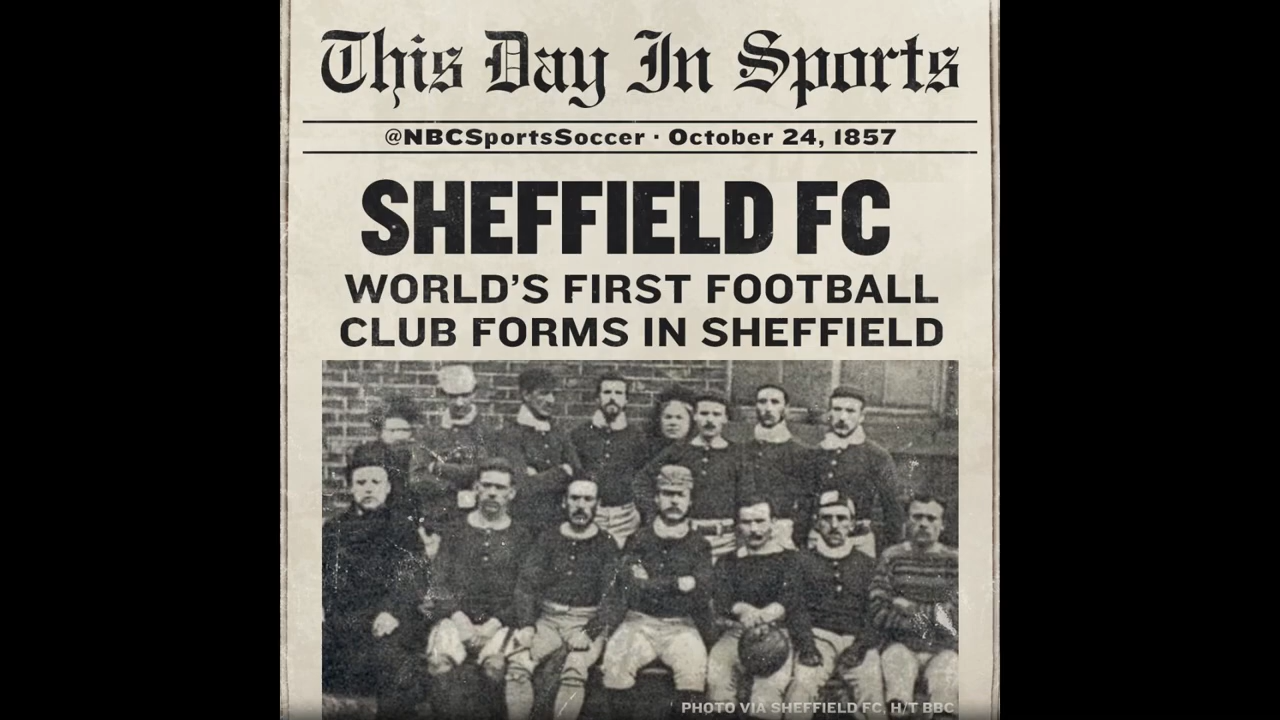 This Day In Sports
@NBCSportsSoccer · October 24, 1857
SHEFFIELD FC
WORLD'S FIRST FOOTBALL
CLUB FORMS IN SHEFFIELD
PHOTO VIA SHEFFIELD FC, H/T BBC